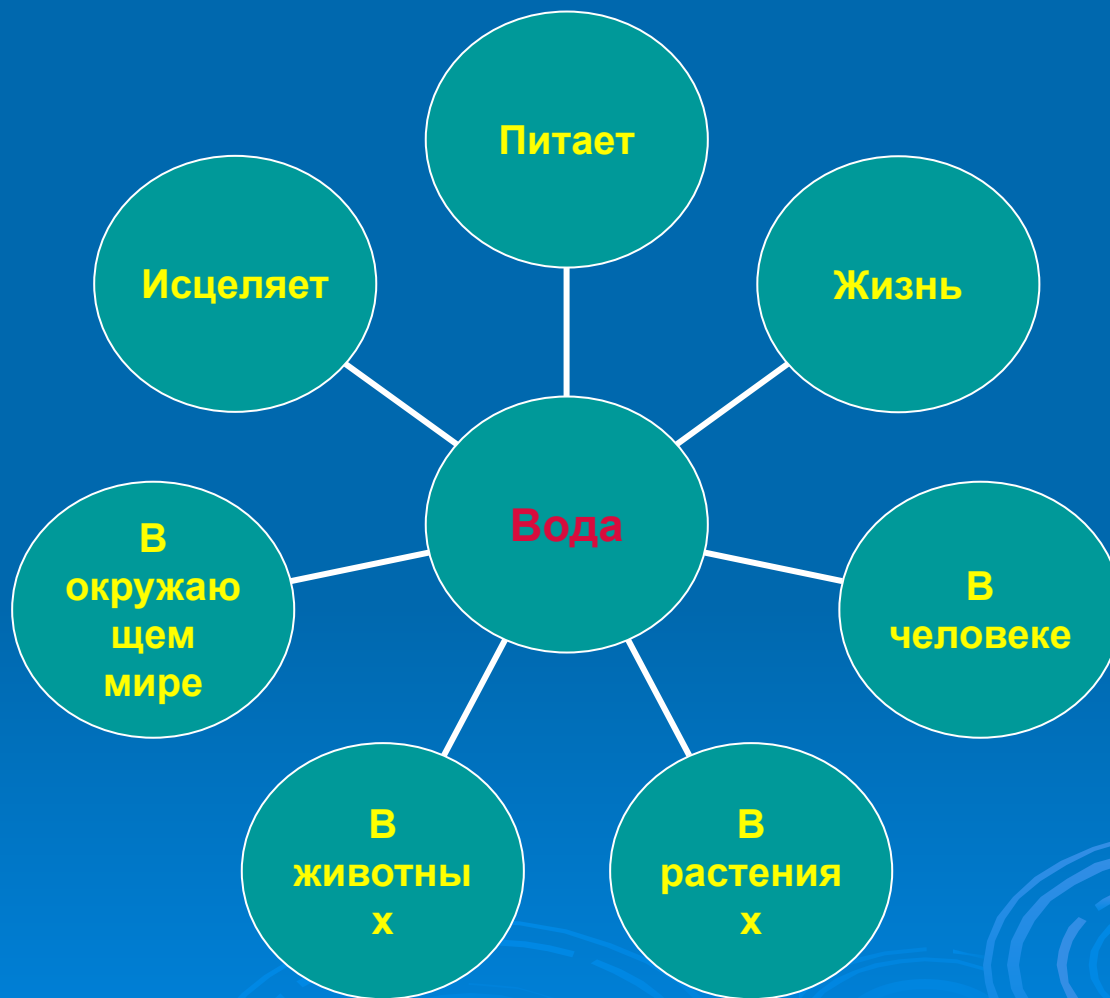 Питает
Исцеляет
Жизнь
Вода
В
окружаю
щем
мире
В
человеке
В
животны
х
В
растения
х